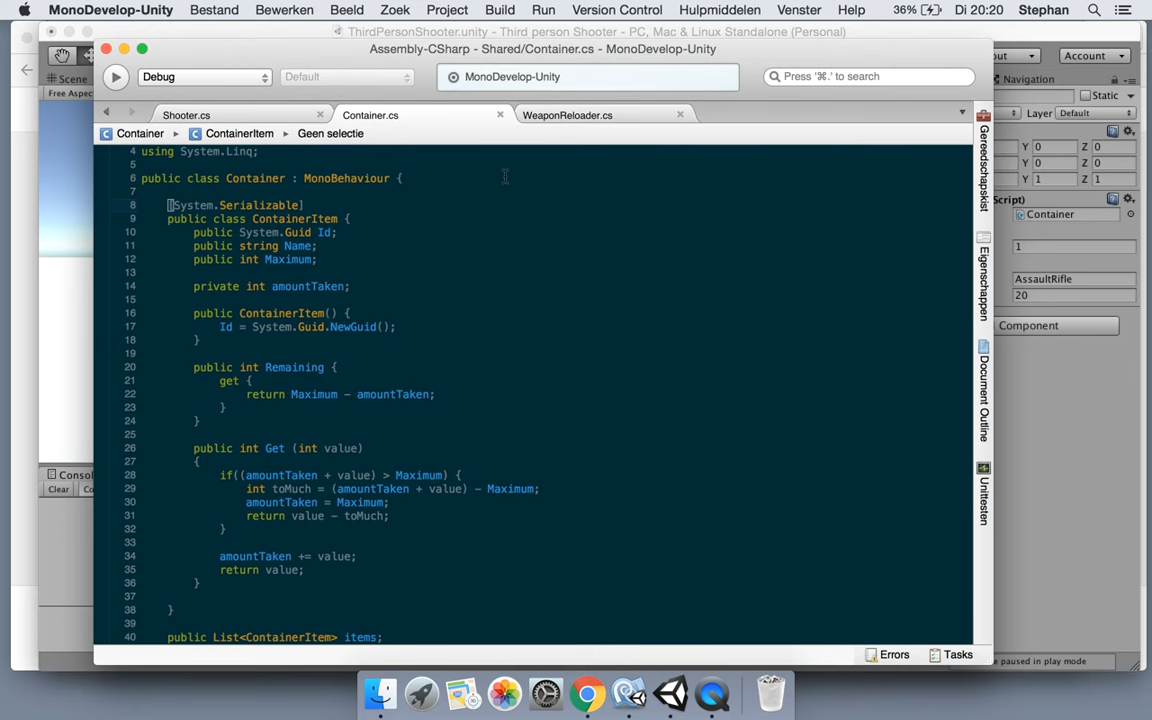 MonoDevelop-Unity Bestand Bewerken Beeld Zoek Project Build Run Version Control Hulpmiddelen Venster Help 36% Di 20:20 Stephan
ThirdPersonShooter.unity - Third person Shooter - PC, Mac & Linux Standalone (Personal)
Assembly-CSharp - Shared/Container.cs - MonoDevelop-Unity
Account
Debug Default MonoDevelop-Unity Press '⌘.' to search
Scene
Navigation
Free Aspec
Static
Shooter.cs Container.cs WeaponReloader.cs
Layer Default
Container ContainerItem Geen selectie
4 using System.Linq;
5
6 public class Container : MonoBehaviour {
7
8 [System.Serializable]
9 public class ContainerItem {
10 public System.Guid Id;
11 public string Name;
12 public int Maximum;
13
14 private int amountTaken;
15
16 public ContainerItem() {
17 Id = System.Guid.NewGuid();
18 }
19
20 public int Remaining {
21 get {
22 return Maximum - amountTaken;
23 }
24 }
25
26 public int Get (int value)
27 {
28 if((amountTaken + value) > Maximum) {
29 int toMuch = (amountTaken + value) - Maximum;
30 amountTaken = Maximum;
31 return value - toMuch;
32 }
33
34 amountTaken += value;
35 return value;
36 }
37
38 }
39
40 public List<ContainerItem> items;
Gereedschapskist
Eigenschappen
Document Outline
Unittesten
Y 0 Z 0
Y 0 Z 0
Y 1 Z 1
Script)
Container
1
AssaultRifle
20
Component
Consol
Clear
Errors Tasks
e paused in play mode